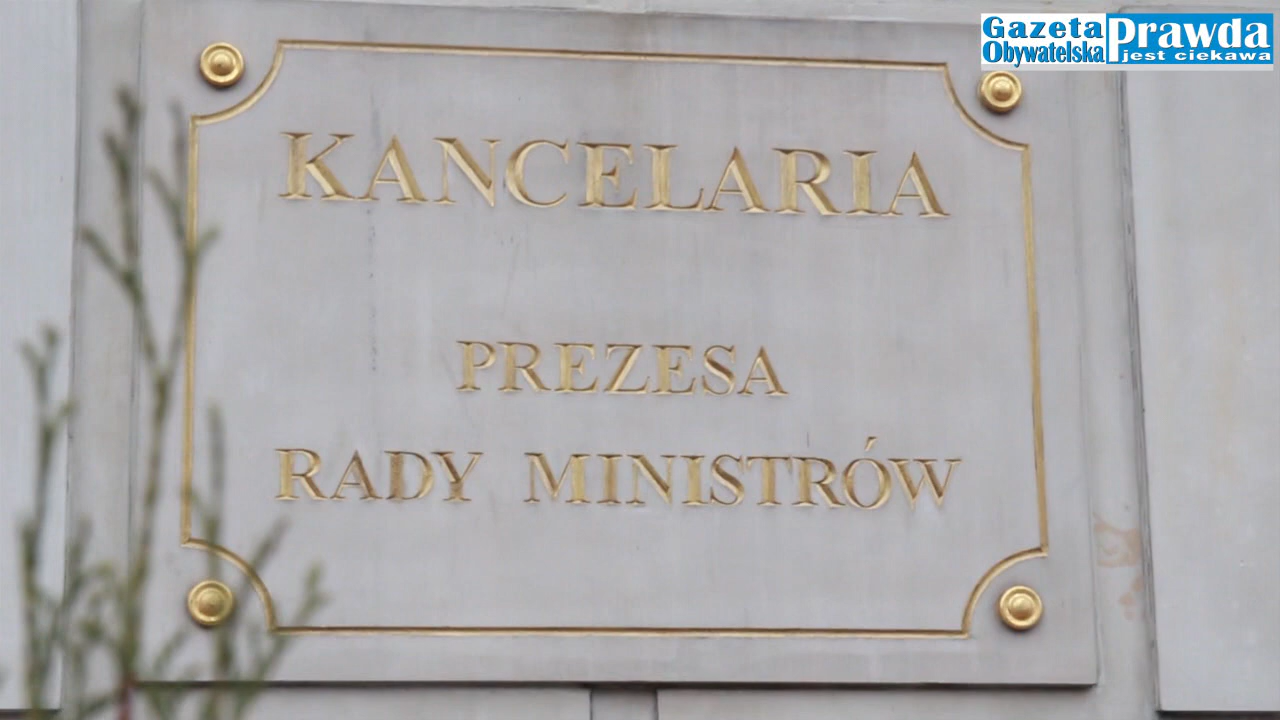 Gazeta
Obywatelska
Prawda
jest ciekawa
KANCELARIA
PREZESA
RADY MINISTRÓW